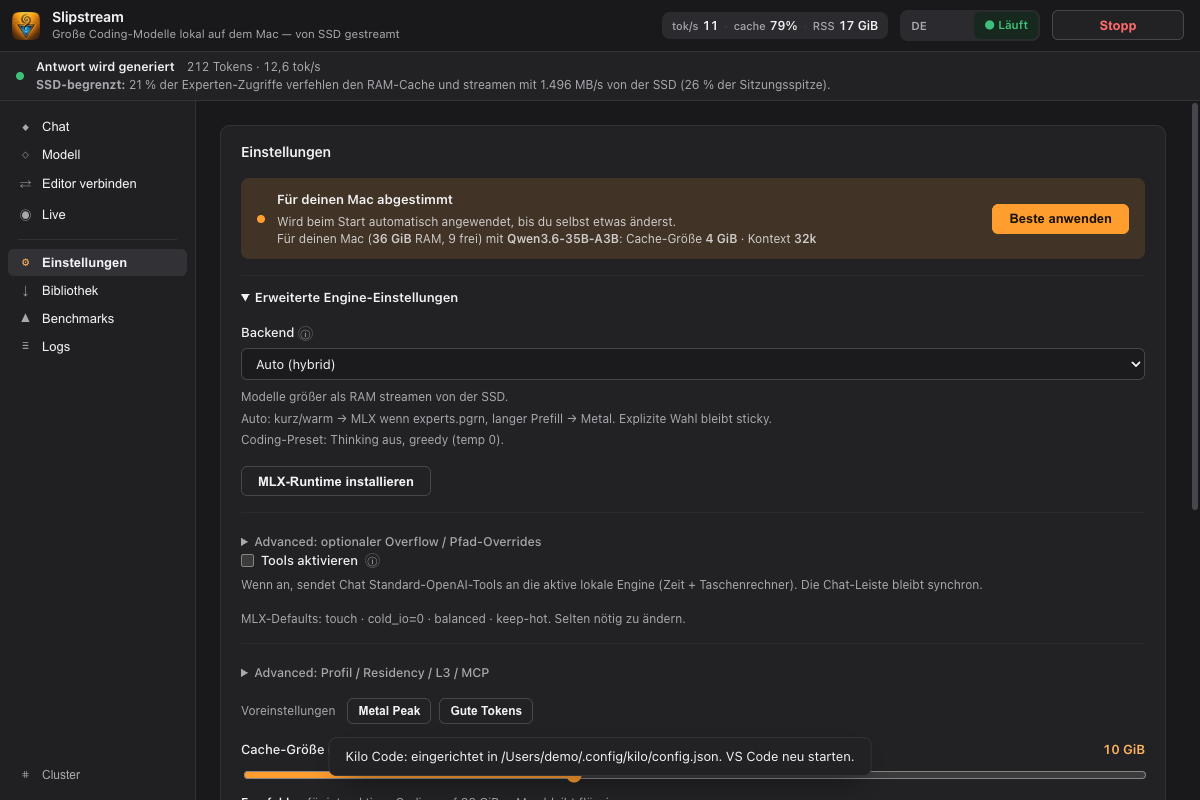 Slipstream
Große Coding-Modelle lokal auf dem Mac — von SSD gestreamt
tok/s 11 · cache 79% · RSS 17 GiB
DE
Läuft
Stopp
Antwort wird generiert 212 Tokens · 12,6 tok/s
SSD-begrenzt: 21 % der Experten-Zugriffe verfehlen den RAM-Cache und streamen mit 1.496 MB/s von der SSD (26 % der Sitzungsspitze).
Chat
Modell
Editor verbinden
Live
Einstellungen
Bibliothek
Benchmarks
Logs
Cluster
Einstellungen
Für deinen Mac abgestimmt
Wird beim Start automatisch angewendet, bis du selbst etwas änderst.
Für deinen Mac (36 GiB RAM, 9 frei) mit Qwen3.6-35B-A3B: Cache-Größe 4 GiB · Kontext 32k
Beste anwenden
Erweiterte Engine-Einstellungen
Backend
Auto (hybrid)
Modelle größer als RAM streamen von der SSD.
Auto: kurz/warm → MLX wenn experts.pgrn, langer Prefill → Metal. Explizite Wahl bleibt sticky.
Coding-Preset: Thinking aus, greedy (temp 0).
MLX-Runtime installieren
Advanced: optionaler Overflow / Pfad-Overrides
Tools aktivieren
Wenn an, sendet Chat Standard-OpenAI-Tools an die aktive lokale Engine (Zeit + Taschenrechner). Die Chat-Leiste bleibt synchron.
MLX-Defaults: touch · cold_io=0 · balanced · keep-hot. Selten nötig zu ändern.
Advanced: Profil / Residency / L3 / MCP
Voreinstellungen
Metal Peak
Gute Tokens
Cache-Größe
10 GiB
Kilo Code: eingerichtet in /Users/demo/.config/kilo/config.json. VS Code neu starten.